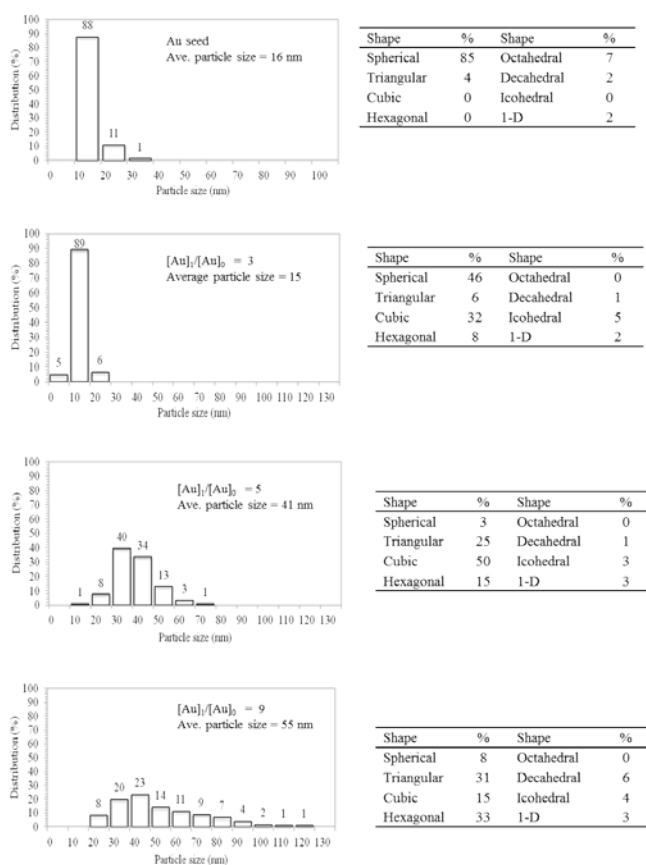 100
90
80
70
60
50
40
30
20
10
0
Distribution (%)
88
11
1
Au seed
Ave. particle size = 16 nm
0 10 20 30 40 50 60 70 80 90 100
Particle size (nm)
Shape % Shape %
Spherical 85 Octahedral 7
Triangular 4 Decahedral 2
Cubic 0 Icohedral 0
Hexagonal 0 1-D 2
100
90
80
70
60
50
40
30
20
10
0
Distribution (%)
5
89
6
[Au]1/[Au]0 = 3
Average particle size = 15
0 10 20 30 40 50 60 70 80 90 100 110 120 130
Particle size (nm)
Shape % Shape %
Spherical 46 Octahedral 0
Triangular 6 Decahedral 1
Cubic 32 Icohedral 5
Hexagonal 8 1-D 2
100
90
80
70
60
50
40
30
20
10
0
Distribution (%)
1 8 40 34 13 3 1
[Au]1/[Au]0 = 5
Ave. particle size = 41 nm
0 10 20 30 40 50 60 70 80 90 100 110 120 130
Particle size (nm)
Shape % Shape %
Spherical 3 Octahedral 0
Triangular 25 Decahedral 1
Cubic 50 Icohedral 3
Hexagonal 15 1-D 3
100
90
80
70
60
50
40
30
20
10
0
Distribution (%)
8 20 23 14 11 9 7 4 2 1 1
[Au]1/[Au]0 = 9
Ave. particle size = 55 nm
0 10 20 30 40 50 60 70 80 90 100 110 120 130
Particle size (nm)
Shape % Shape %
Spherical 8 Octahedral 0
Triangular 31 Decahedral 6
Cubic 15 Icohedral 4
Hexagonal 33 1-D 3